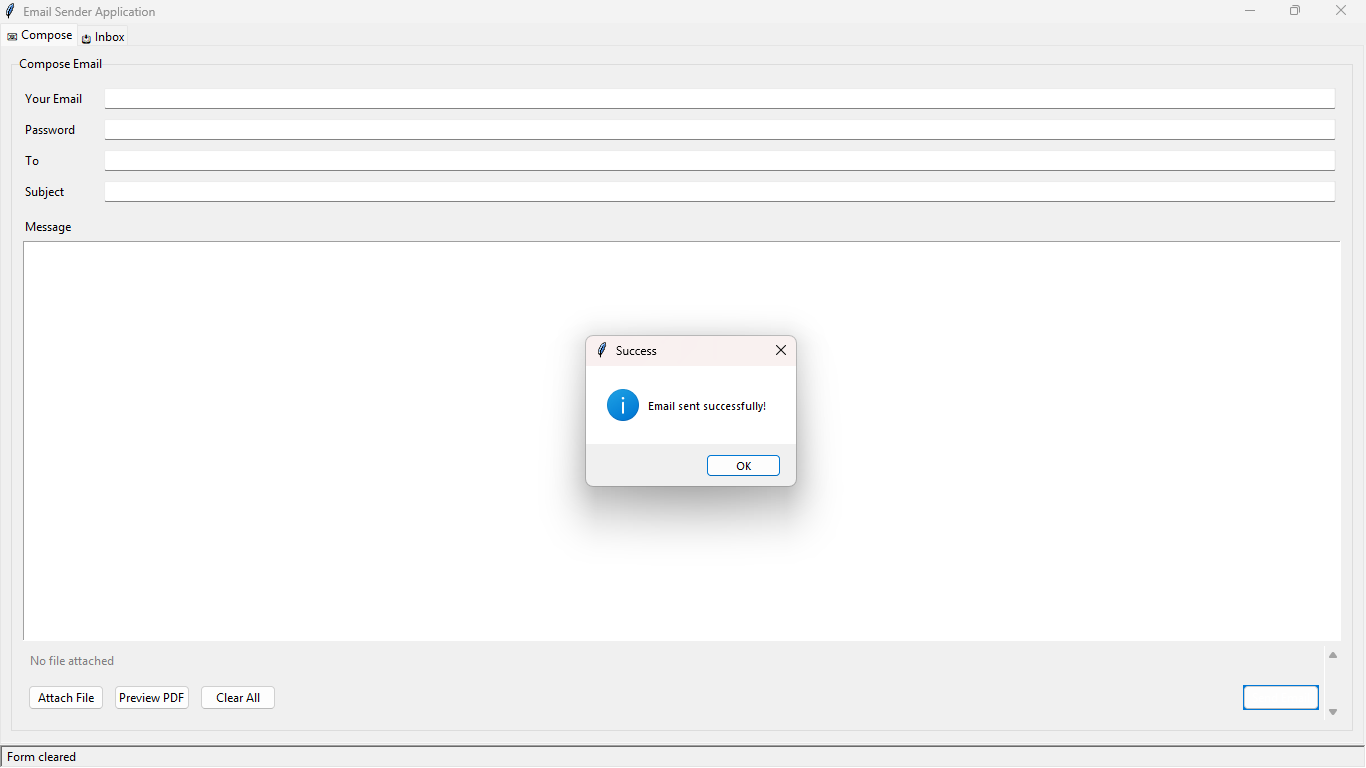 Email Sender Application
Compose Inbox
Compose Email
Your Email
Password
To
Subject
Message
Success
Email sent successfully!
OK
No file attached
Attach File Preview PDF Clear All
Form cleared